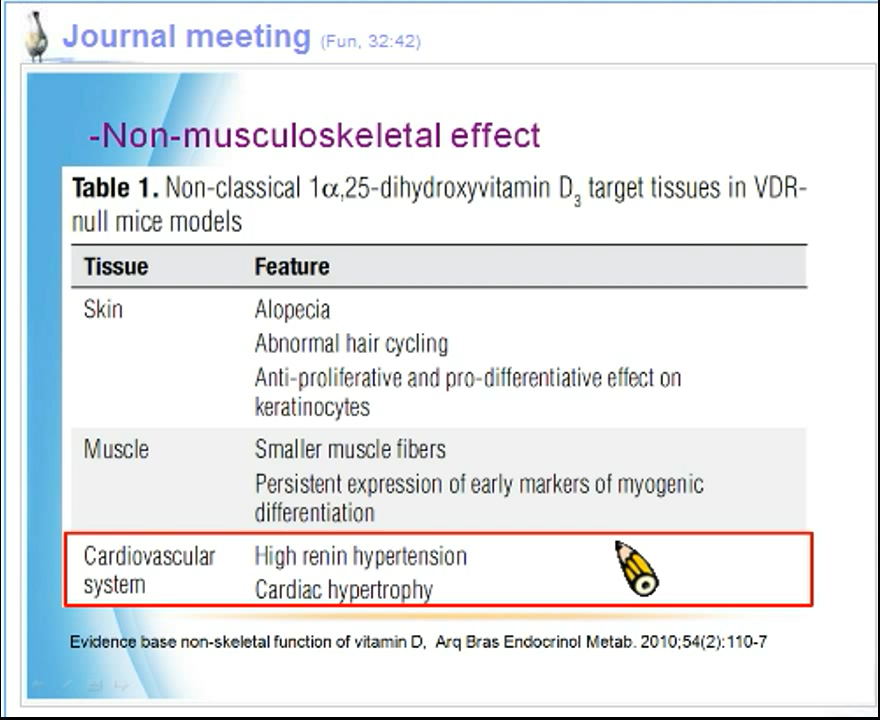 Journal meeting (Fun, 32:42)
-Non-musculoskeletal effect
Table 1. Non-classical 1α,25-dihydroxyvitamin D3 target tissues in VDR-
null mice models
Tissue Feature
Skin Alopecia
Abnormal hair cycling
Anti-proliferative and pro-differentiative effect on
keratinocytes
Muscle Smaller muscle fibers
Persistent expression of early markers of myogenic
differentiation
Cardiovascular High renin hypertension
system Cardiac hypertrophy
Evidence base non-skeletal function of vitamin D, Arq Bras Endocrinol Metab. 2010;54(2):110-7